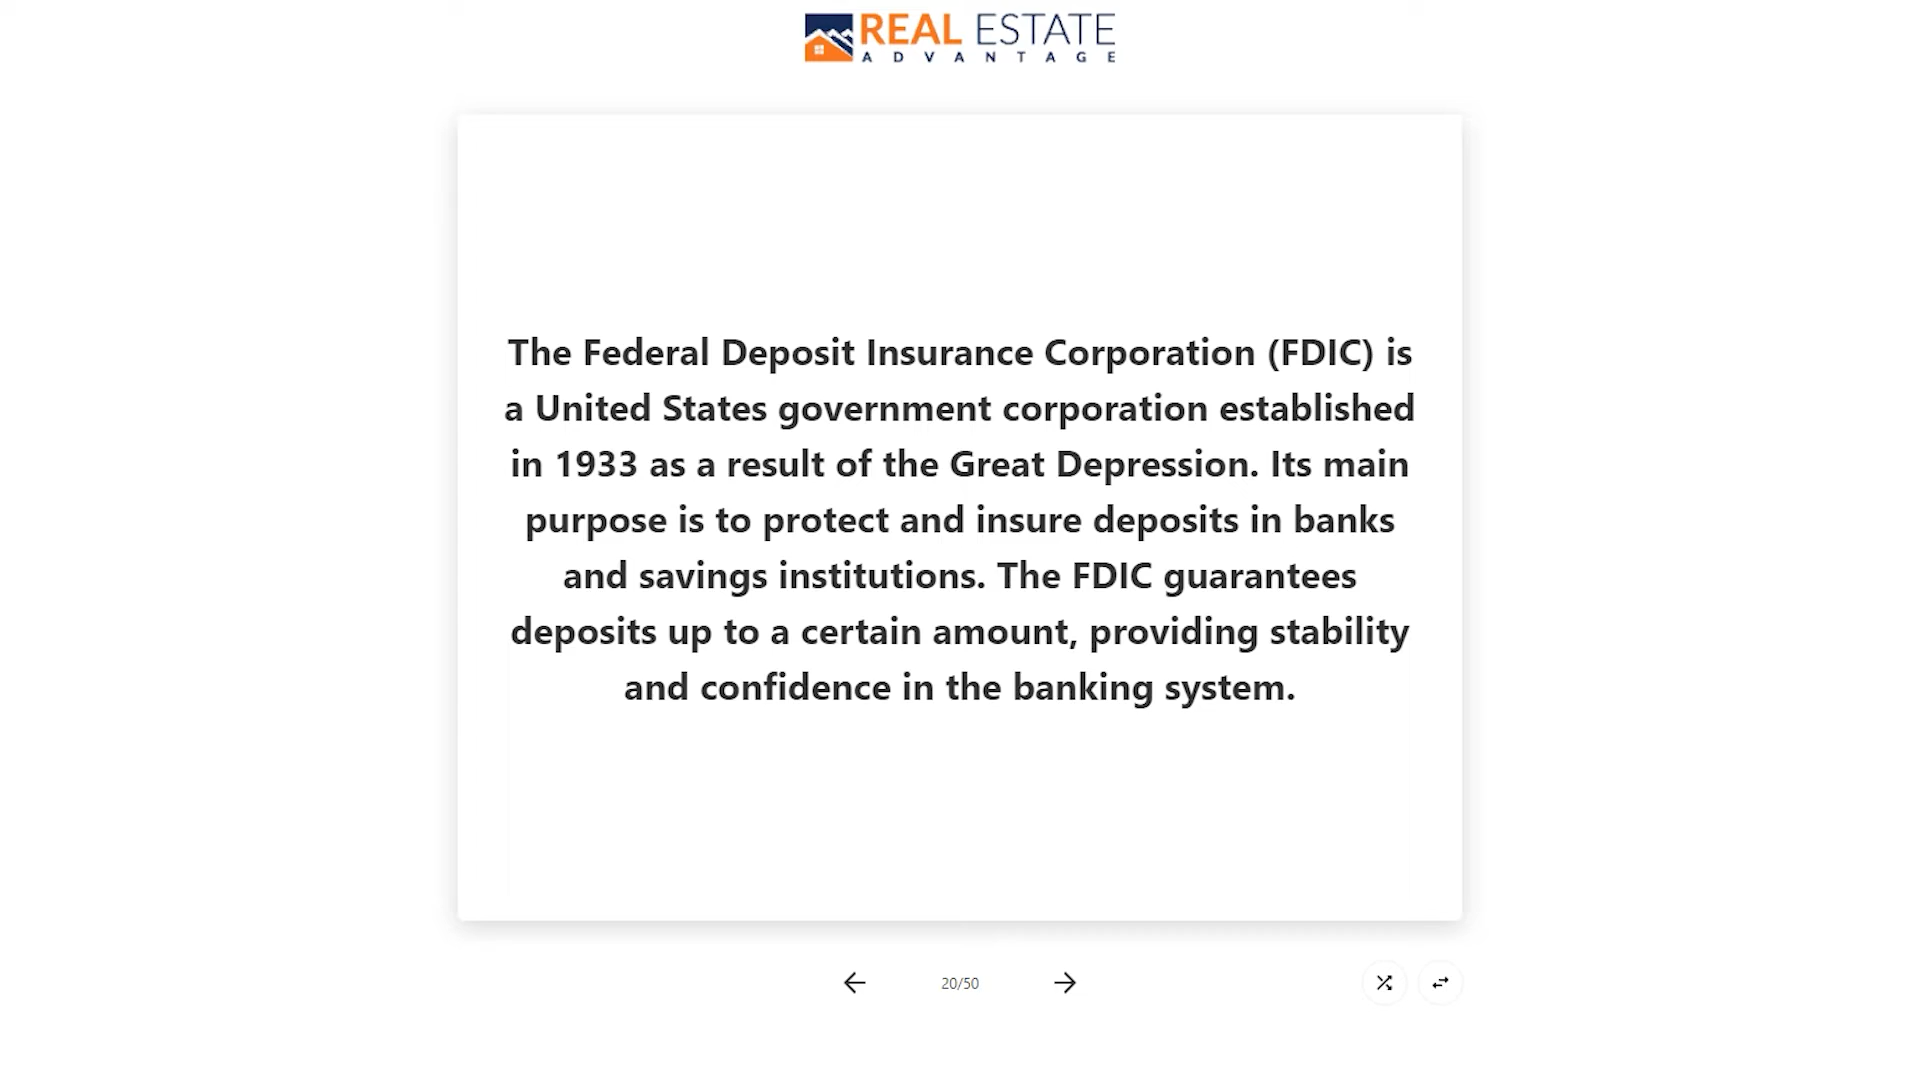 REAL ESTATE
ADVANTAGE
The Federal Deposit Insurance Corporation (FDIC) is
a United States government corporation established
in 1933 as a result of the Great Depression. Its main
purpose is to protect and insure deposits in banks
and savings institutions. The FDIC guarantees
deposits up to a certain amount, providing stability
and confidence in the banking system.
20/50